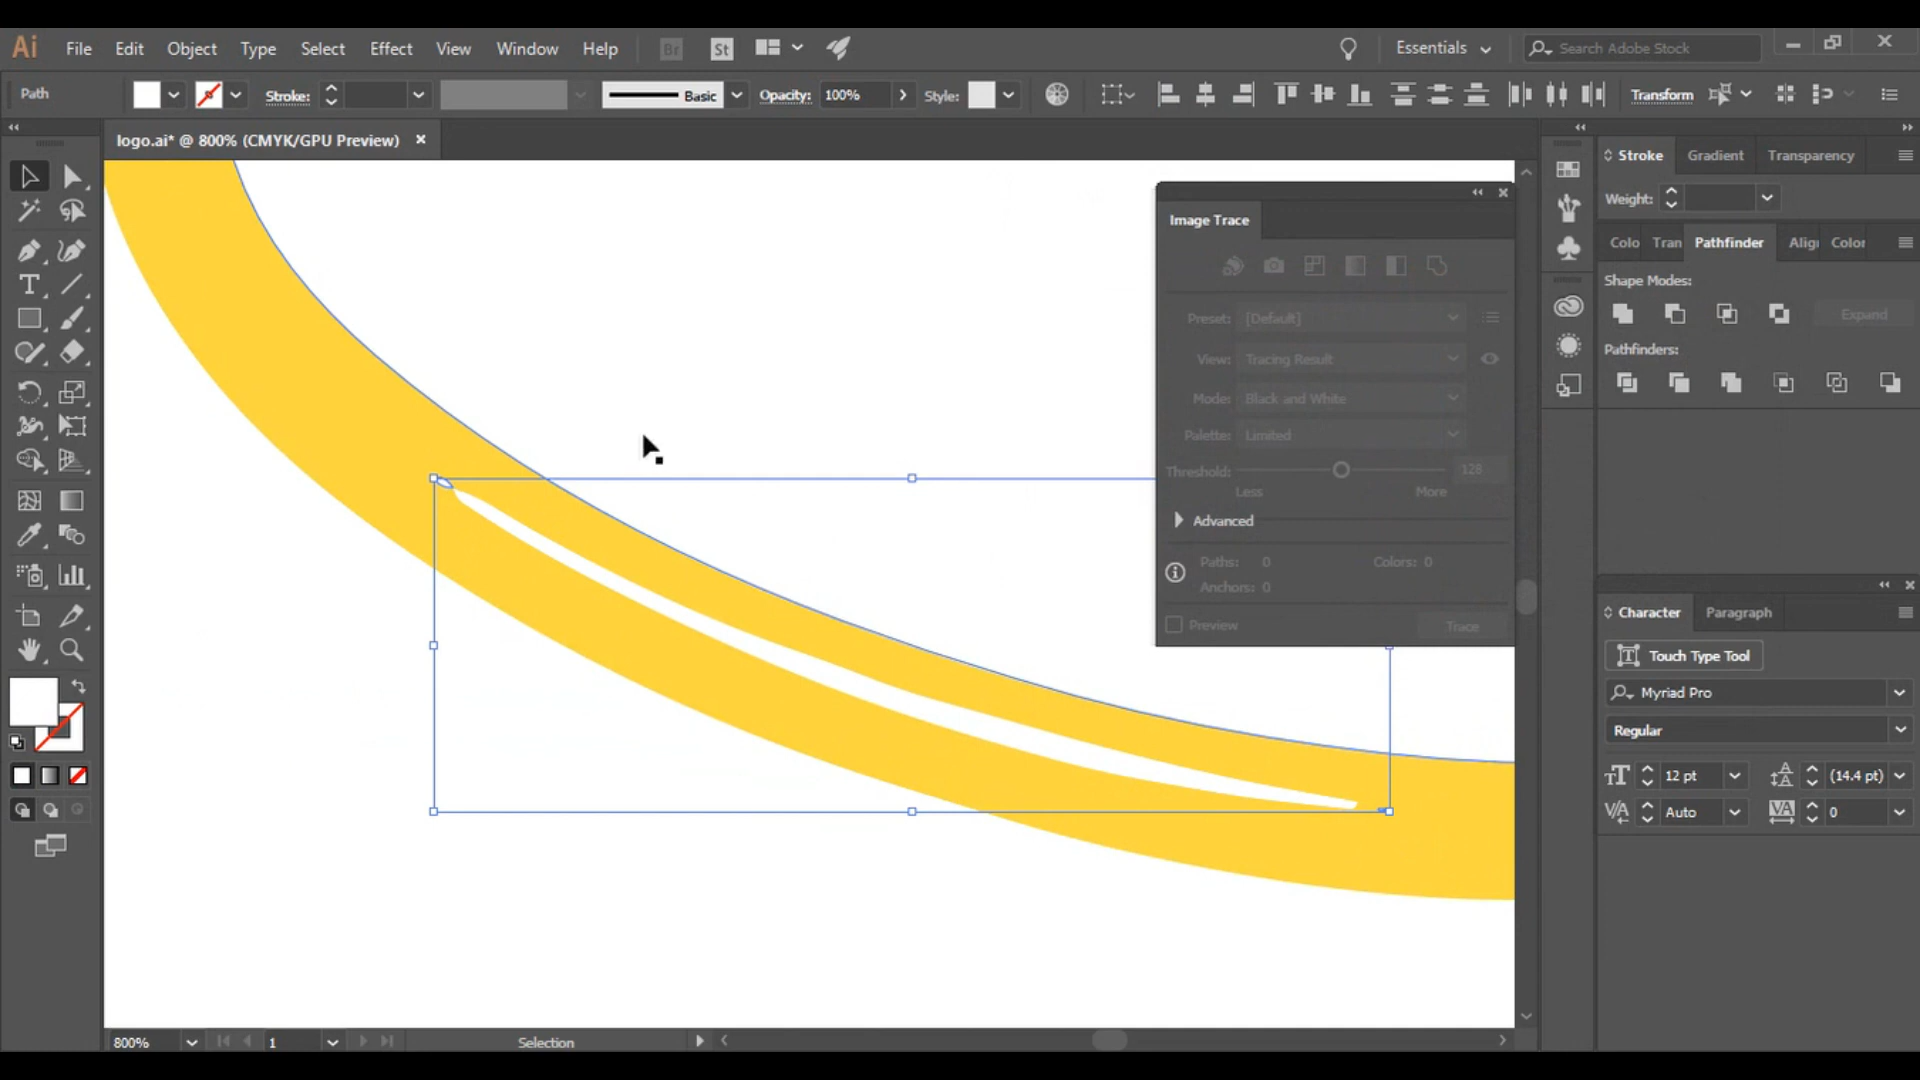 Ai File Edit Object Type Select Effect View Window Help Br St Essentials Search Adobe Stock
Path Stroke: Basic Opacity: 100% Style: Transform
logo.ai* @ 800% (CMYK/GPU Preview)
Stroke Gradient Transparency
Weight:
Image Trace
Colo Tran Pathfinder Aligi Color
Shape Modes:
Expand
Pathfinders:
Preset: [Default]
View: Tracing Result
Mode: Black and White
Palette: Limited
Threshold: 128
Less More
Advanced
Paths: 0 Colors: 0
Anchors: 0
Preview Trace
Character Paragraph
Touch Type Tool
Myriad Pro
Regular
12 pt (14.4 pt)
Auto 0
800% 1 Selection